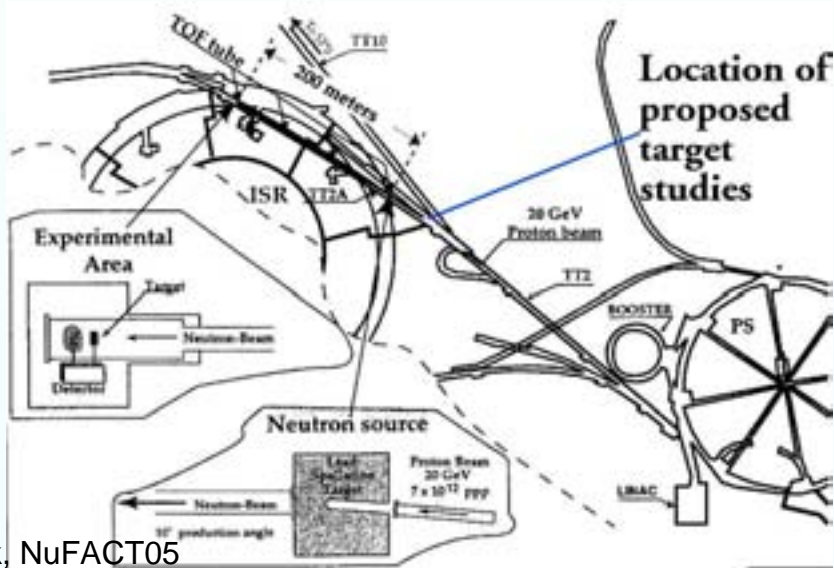 To SPS
TT10
TOF tube
200 meters
Location of
proposed
target
studies
ISR
TT2A
20 GeV
Proton beam
Experimental
Area
Target
Neutron-Beam
Detector
TT2
BOOSTER
PS
LINAC
Neutron source
Lead
Spallation
Target
Proton Beam
20 GeV
7 x 10¹² PPP
Neutron-Beam
10° production angle
, NuFACT05